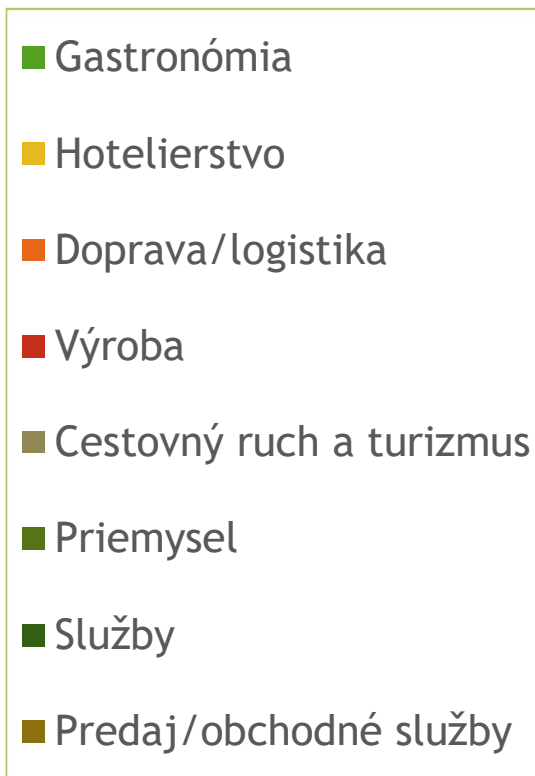 Gastronómia
Hotelierstvo
Doprava/logistika
Výroba
Cestovný ruch a turizmus
Priemysel
Služby
Predaj/obchodné služby